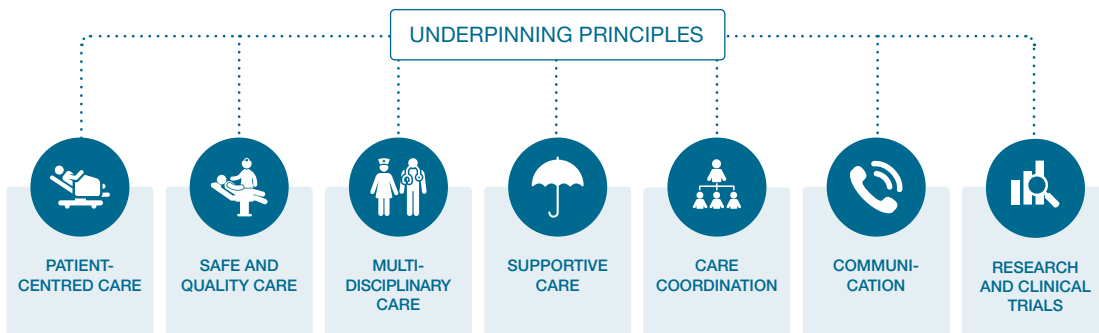 UNDERPINNING PRINCIPLES
PATIENT-
CENTRED CARE
SAFE AND
QUALITY CARE
MULTI-
DISCIPLINARY
CARE
SUPPORTIVE
CARE
CARE
COORDINATION
COMMUNI-
CATION
RESEARCH
AND CLINICAL
TRIALS